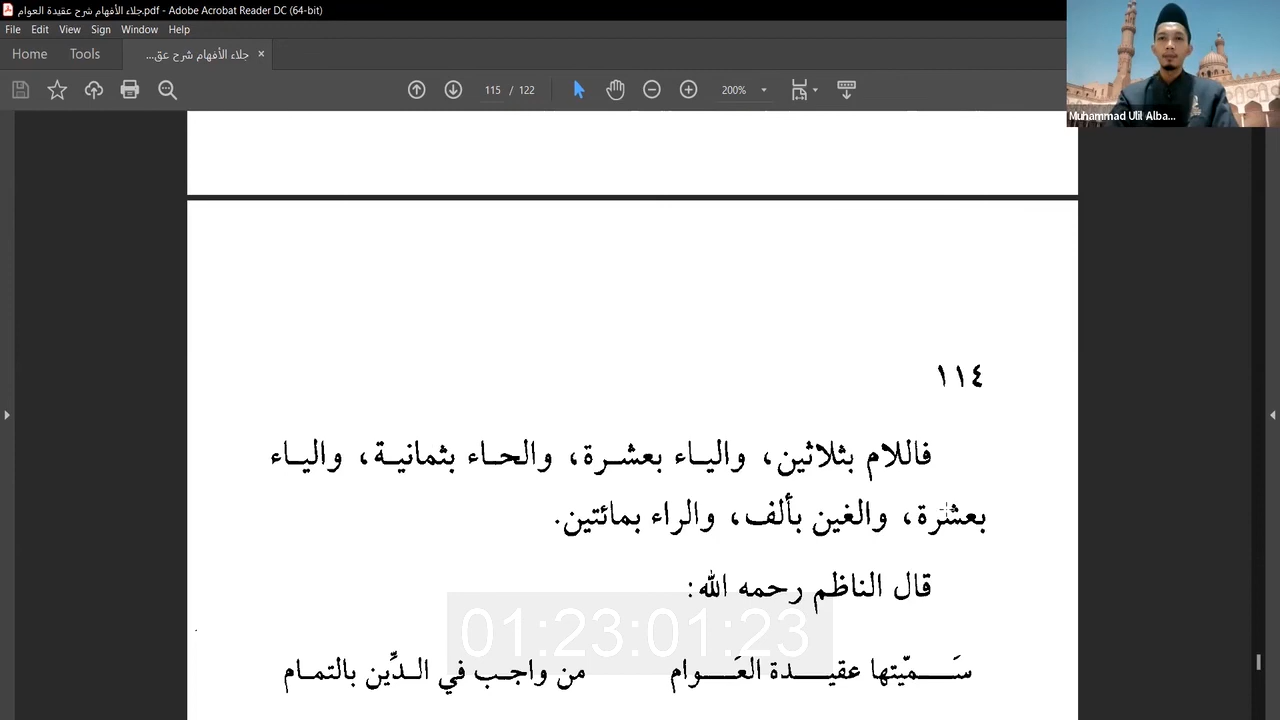 جلاء الأفهام شرح عقيدة العوام.pdf - Adobe Acrobat Reader DC (64-bit)
File Edit View Sign Window Help
Home Tools جلاء الأفهام شرح عق... ×
115 / 122 200%
Muhammad Ulil Alba...
١١٤
فاللام بثلاثين، والياء بعشرة، والحاء بثمانية، والياء
بعشرة، والغين بألف، والراء بمائتين.
قال الناظم رحمه الله:
01:23:01:23
سَمّيتها عقيدة العَوام من واجب في الدِّين بالتمام